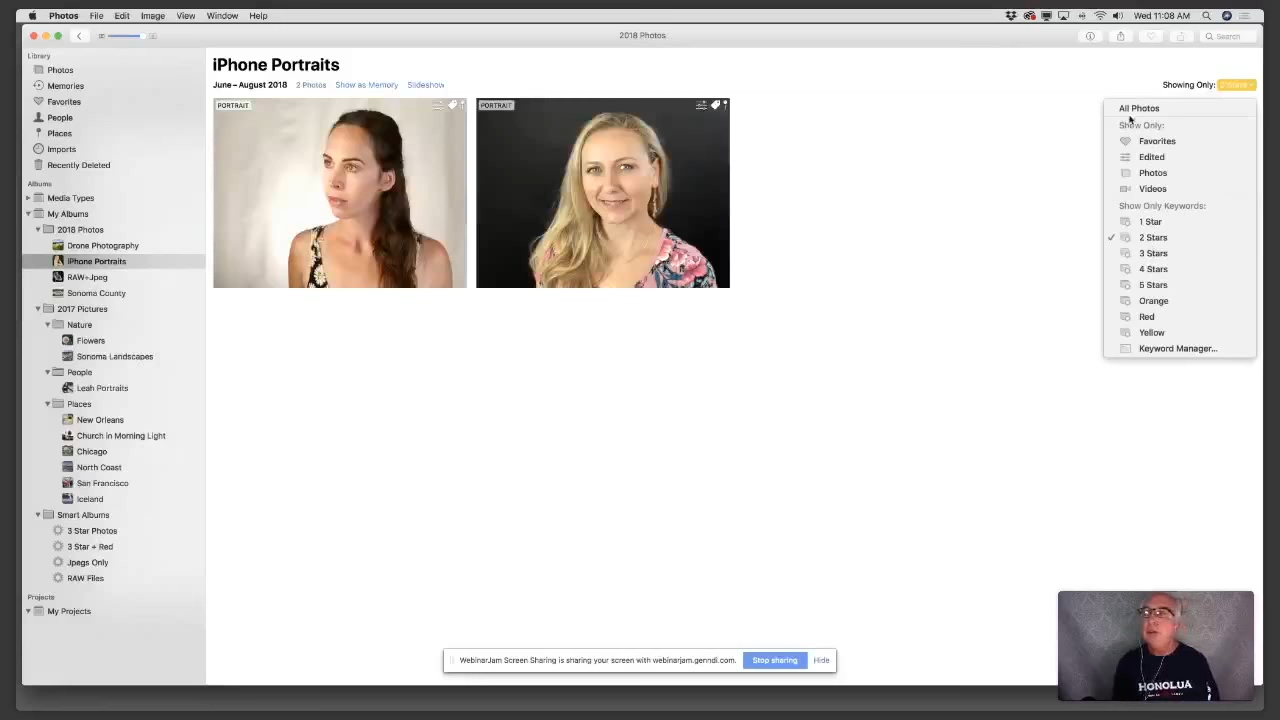 Photos File Edit Image View Window Help
Wed 11:08 AM
2018 Photos
Search
Library
Photos
Memories
Favorites
People
Places
Imports
Recently Deleted
Albums
Media Types
My Albums
2018 Photos
Drone Photography
iPhone Portraits
RAW+Jpeg
Sonoma County
2017 Pictures
Nature
Flowers
Sonoma Landscapes
People
Leah Portraits
Places
New Orleans
Church in Morning Light
Chicago
North Coast
San Francisco
Iceland
Smart Albums
3 Star Photos
3 Star + Red
Jpegs Only
RAW Files
Projects
My Projects
iPhone Portraits
June – August 2018 2 Photos Show as Memory Slideshow
Showing Only:
PORTRAIT
PORTRAIT
All Photos
Show Only:
Favorites
Edited
Photos
Videos
Show Only Keywords:
1 Star
2 Stars
3 Stars
4 Stars
5 Stars
Orange
Red
Yellow
Keyword Manager...
WebinarJam Screen Sharing is sharing your screen with webinarjam.genndi.com. Stop sharing Hide
HONOLUA